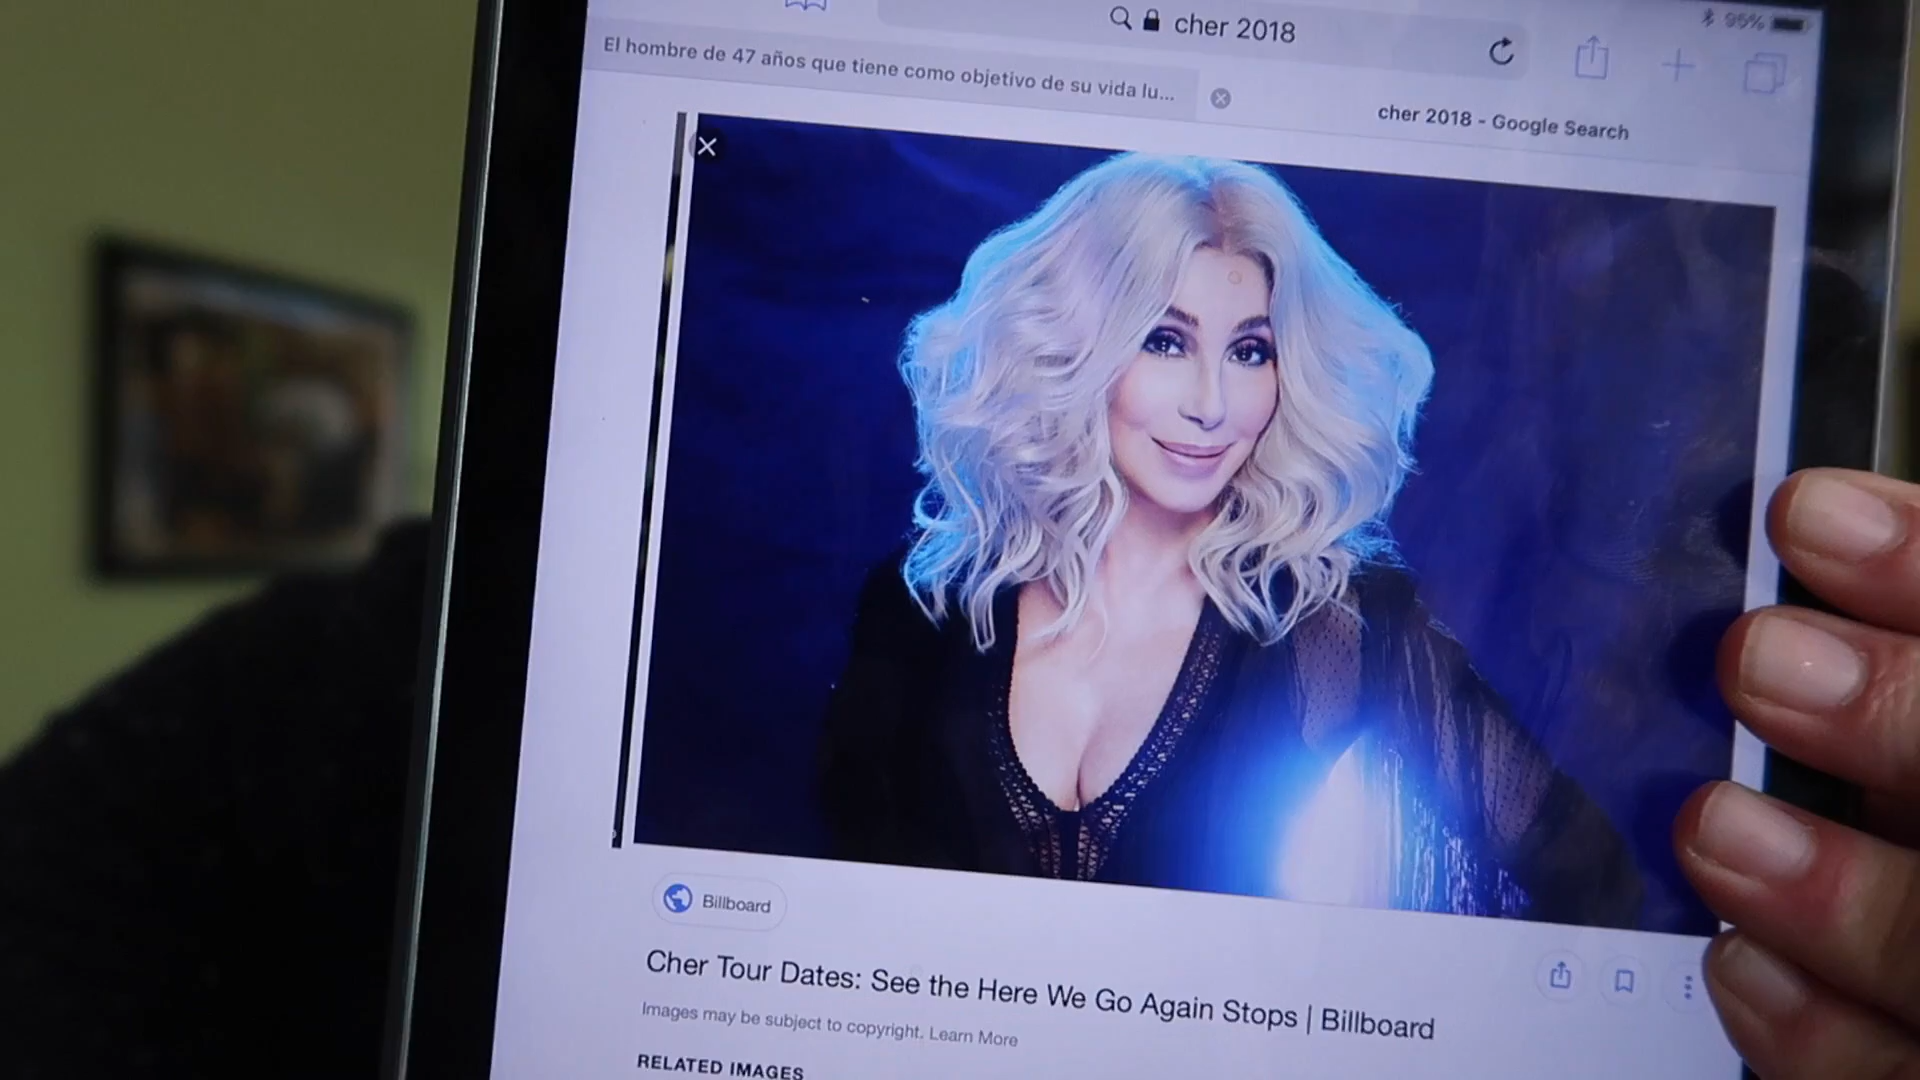 cher 2018
95%
El hombre de 47 años que tiene como objetivo de su vida lu...
cher 2018 - Google Search
Billboard
Cher Tour Dates: See the Here We Go Again Stops | Billboard
Images may be subject to copyright. Learn More
RELATED IMAGES